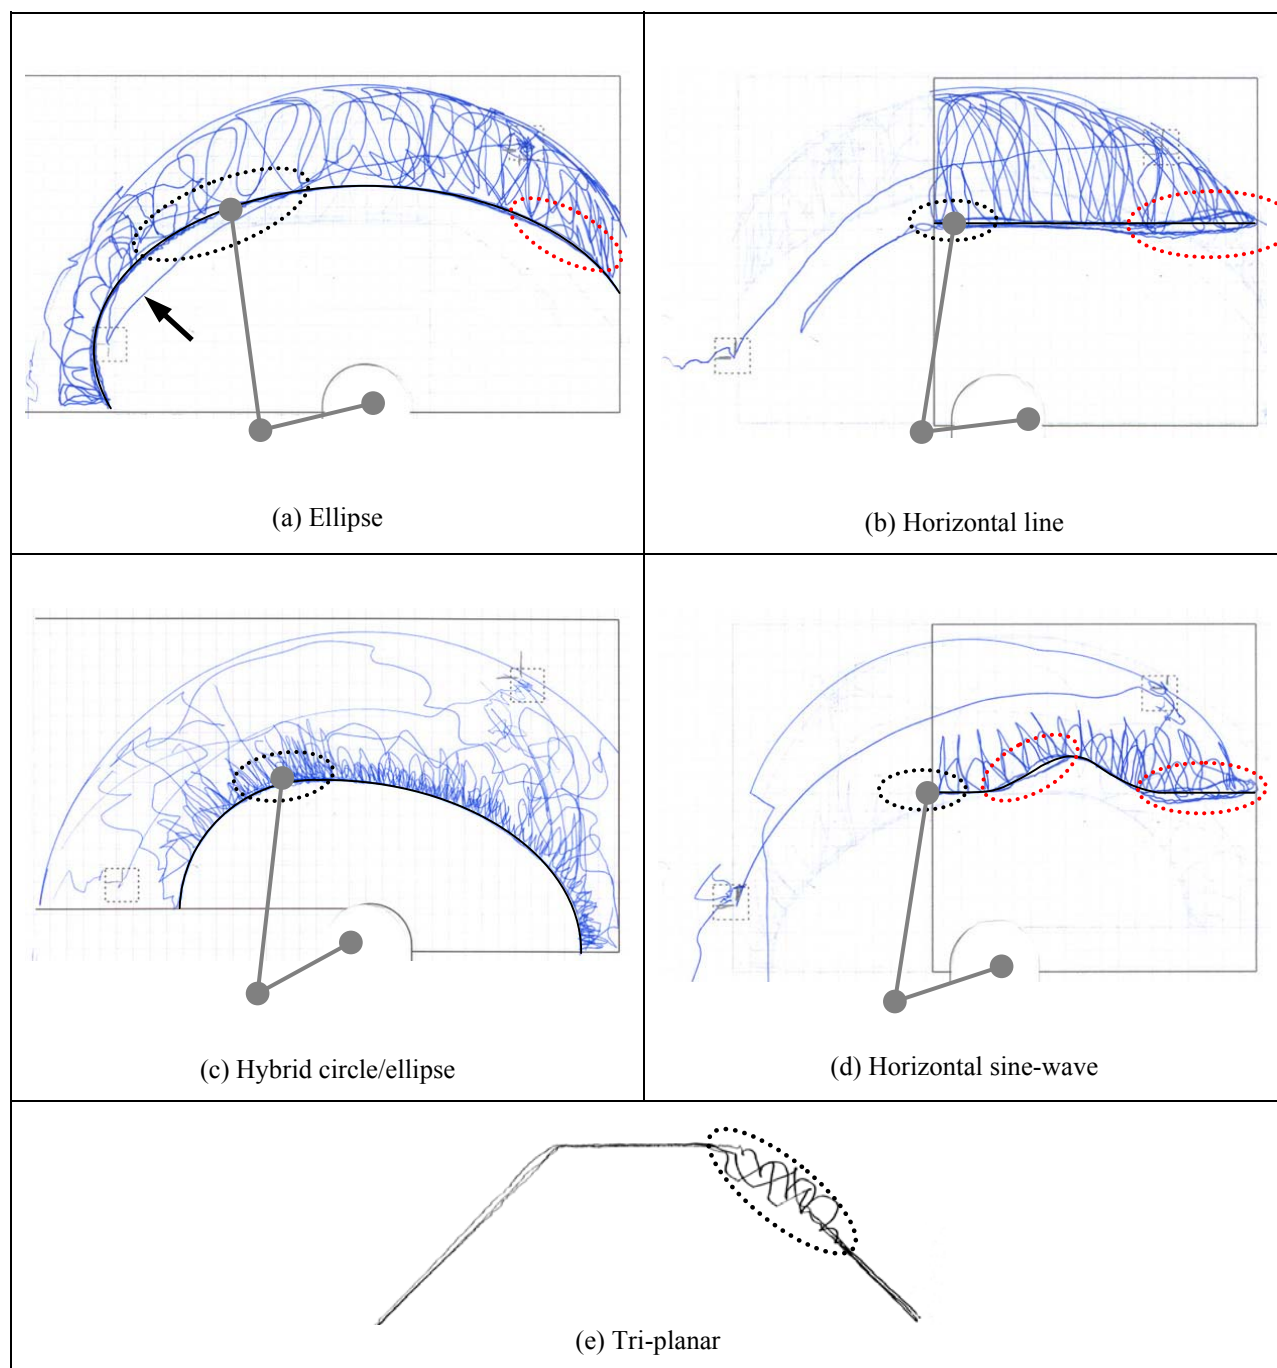 (a) Ellipse
(b) Horizontal line
(c) Hybrid circle/ellipse
(d) Horizontal sine-wave
(e) Tri-planar